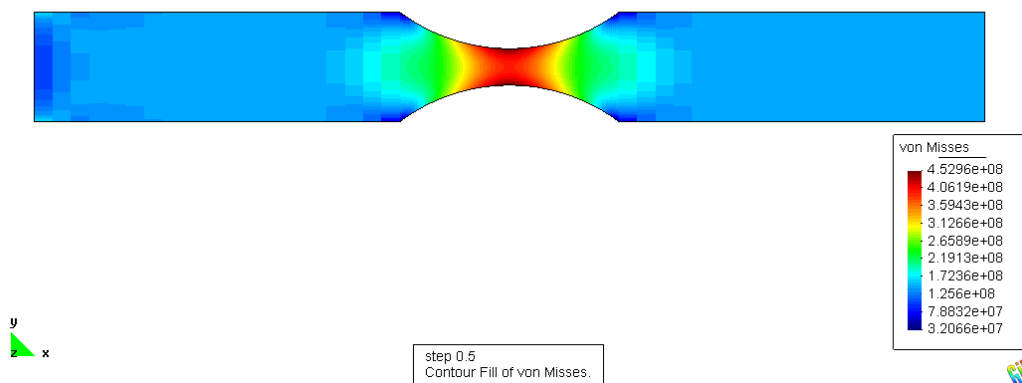 von Misses
4.5296e+08
4.0619e+08
3.5943e+08
3.1266e+08
2.6589e+08
2.1913e+08
1.7236e+08
1.256e+08
7.8832e+07
3.2066e+07
y
z x
step 0.5
Contour Fill of von Misses.